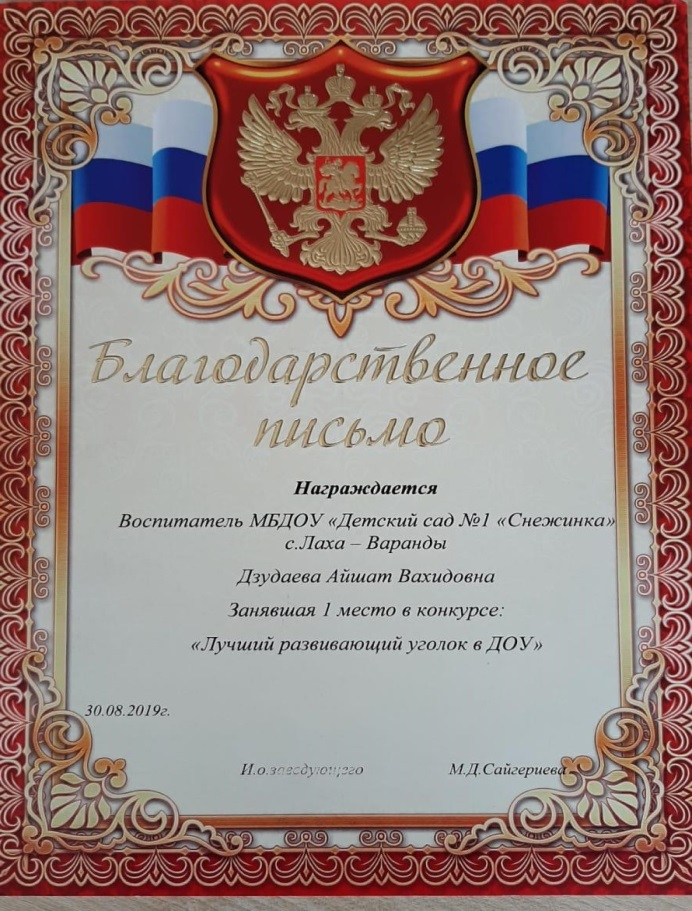 Благодарственное
письмо
Награждается
Воспитатель МБДОУ «Детский сад №1 «Снежинка»
с.Лаха – Варанды
Дзудаева Айшат Вахидовна
Занявшая 1 место в конкурсе:
«Лучший развивающий уголок в ДОУ»
30.08.2019г.
И.о.заведующего М.Д.Сайгериева